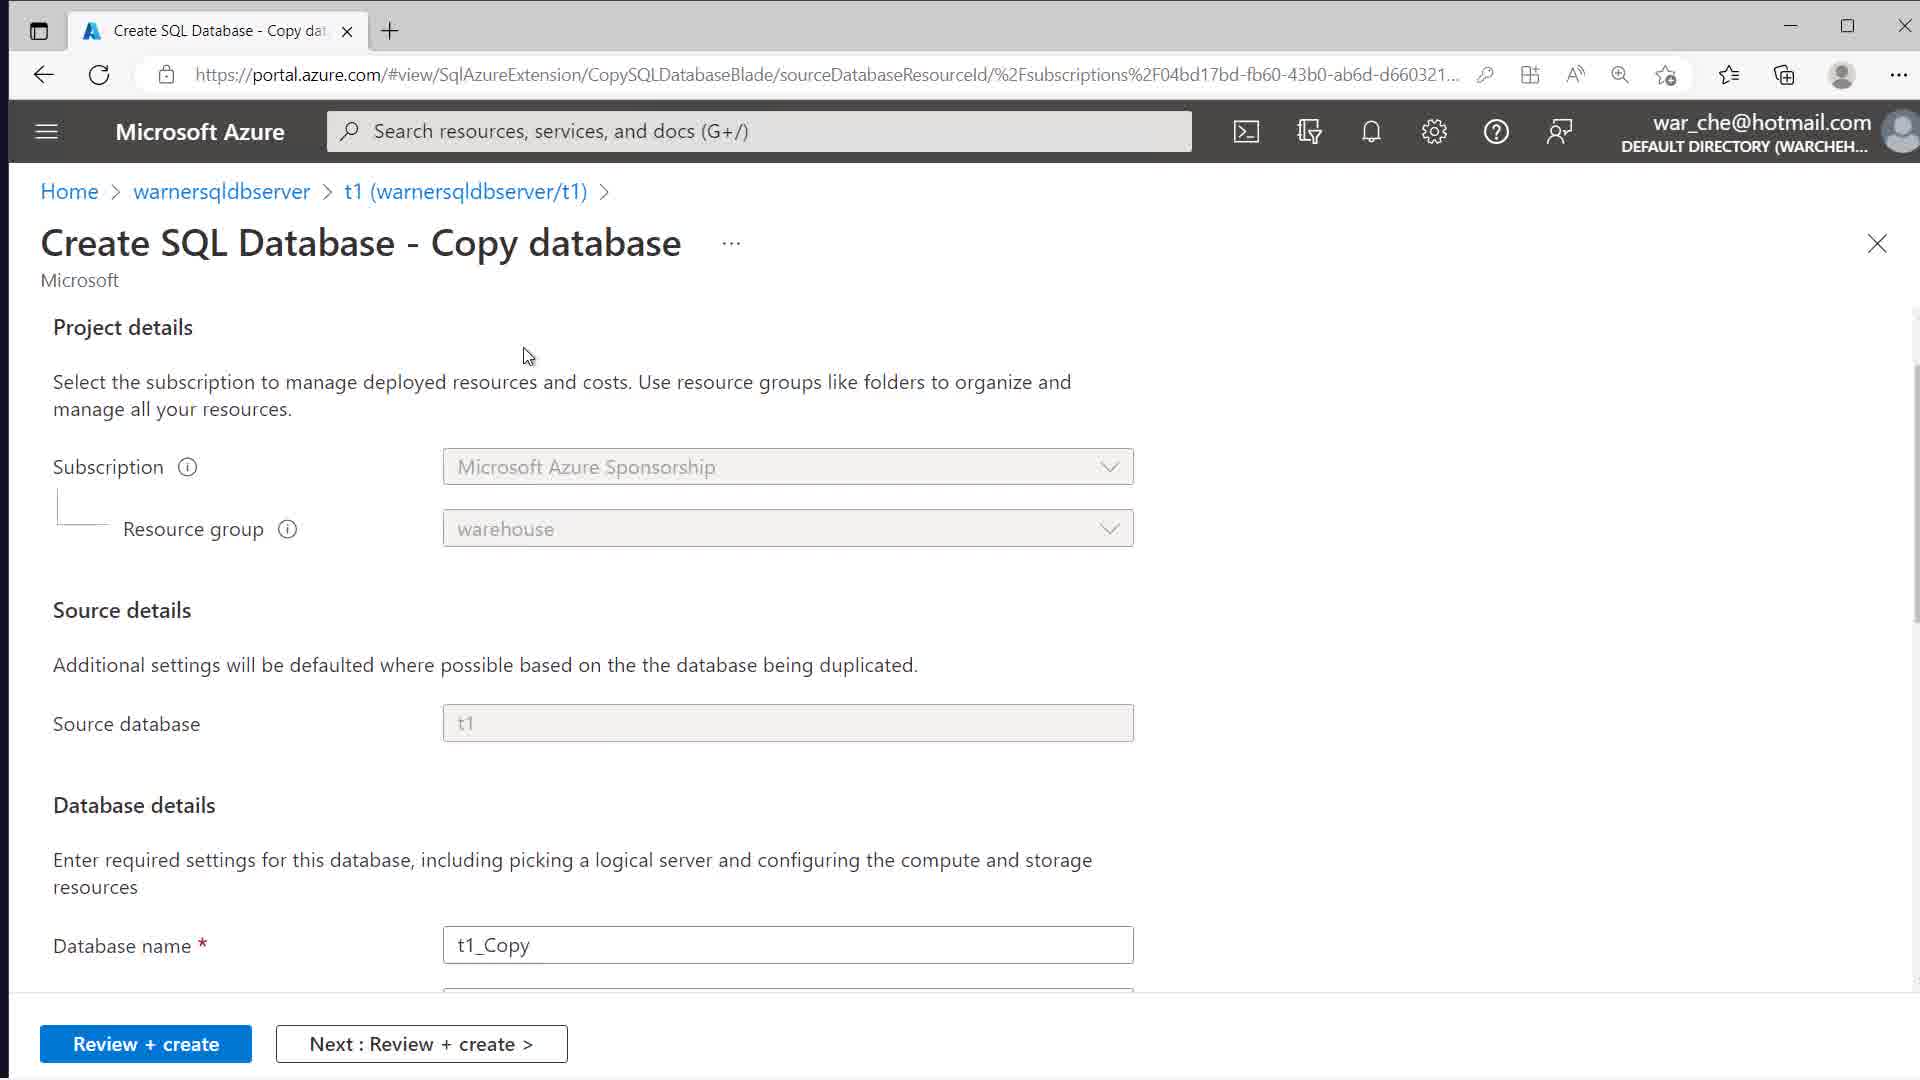 Create SQL Database - Copy dat
https://portal.azure.com/#view/SqlAzureExtension/CopySQLDatabaseBlade/sourceDatabaseResourceId/%2Fsubscriptions%2F04bd17bd-fb60-43b0-ab6d-d660321...
Microsoft Azure
Search resources, services, and docs (G+/)
war_che@hotmail.com
DEFAULT DIRECTORY (WARCHEH...
Home > warnersqldbserver > t1 (warnersqldbserver/t1) >
Create SQL Database - Copy database ...
Microsoft
Project details
Select the subscription to manage deployed resources and costs. Use resource groups like folders to organize and
manage all your resources.
Subscription
Microsoft Azure Sponsorship
Resource group
warehouse
Source details
Additional settings will be defaulted where possible based on the the database being duplicated.
Source database
t1
Database details
Enter required settings for this database, including picking a logical server and configuring the compute and storage
resources
Database name *
t1_Copy
Review + create
Next : Review + create >